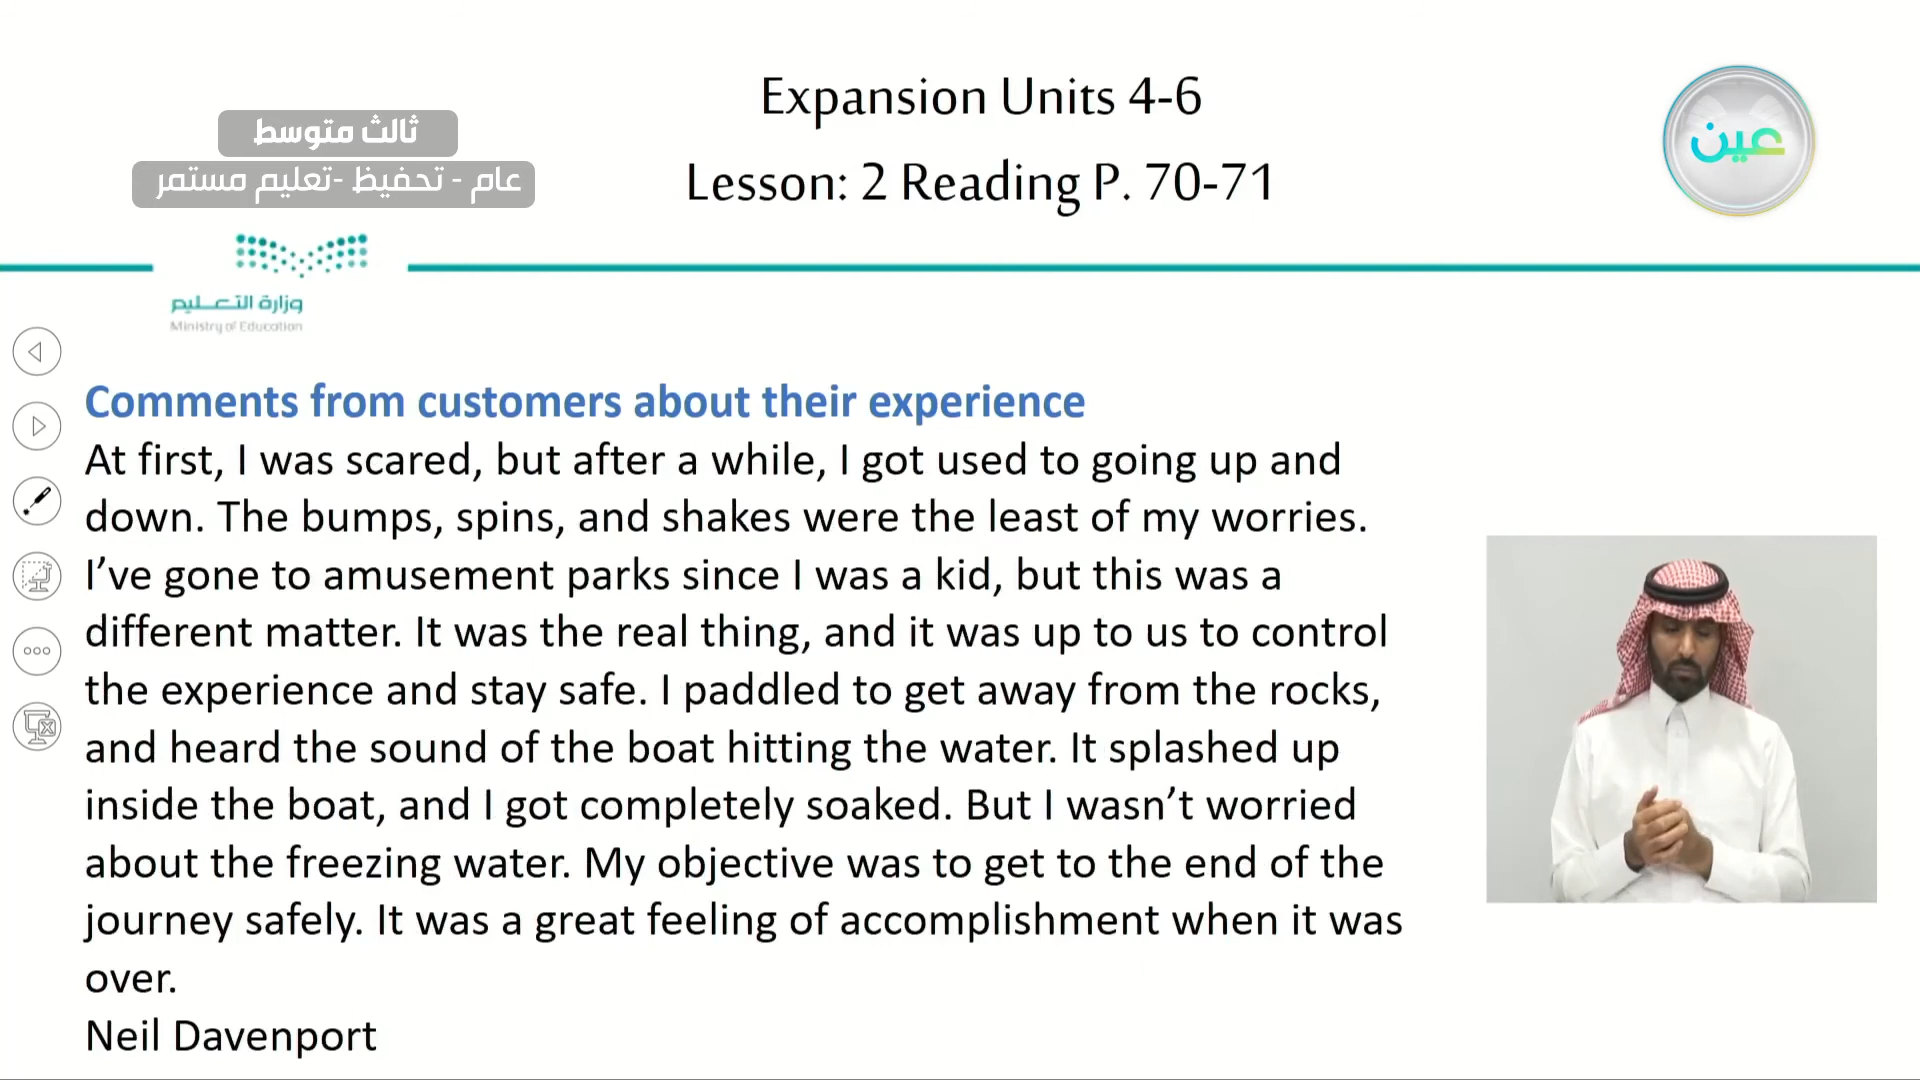 Expansion Units 4-6
ثالث متوسط
عين
عام - تحفيظ -تعليم مستمر
Lesson: 2 Reading P. 70-71
وزارة التعليم
Ministry of Education
Comments from customers about their experience
At first, I was scared, but after a while, I got used to going up and
down. The bumps, spins, and shakes were the least of my worries.
I’ve gone to amusement parks since I was a kid, but this was a
different matter. It was the real thing, and it was up to us to control
the experience and stay safe. I paddled to get away from the rocks,
and heard the sound of the boat hitting the water. It splashed up
inside the boat, and I got completely soaked. But I wasn’t worried
about the freezing water. My objective was to get to the end of the
journey safely. It was a great feeling of accomplishment when it was
over.
Neil Davenport